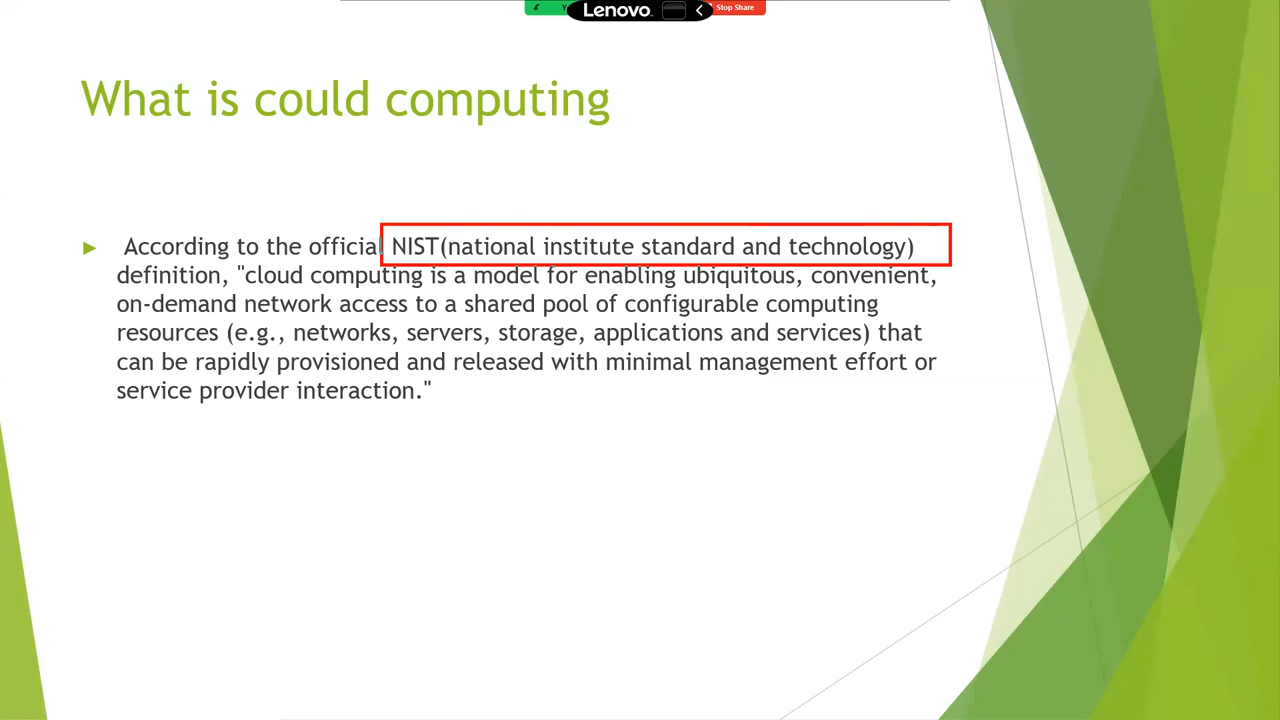 Lenovo
Stop Share
What is could computing
According to the official NIST(national institute standard and technology)
definition, "cloud computing is a model for enabling ubiquitous, convenient,
on-demand network access to a shared pool of configurable computing
resources (e.g., networks, servers, storage, applications and services) that
can be rapidly provisioned and released with minimal management effort or
service provider interaction."